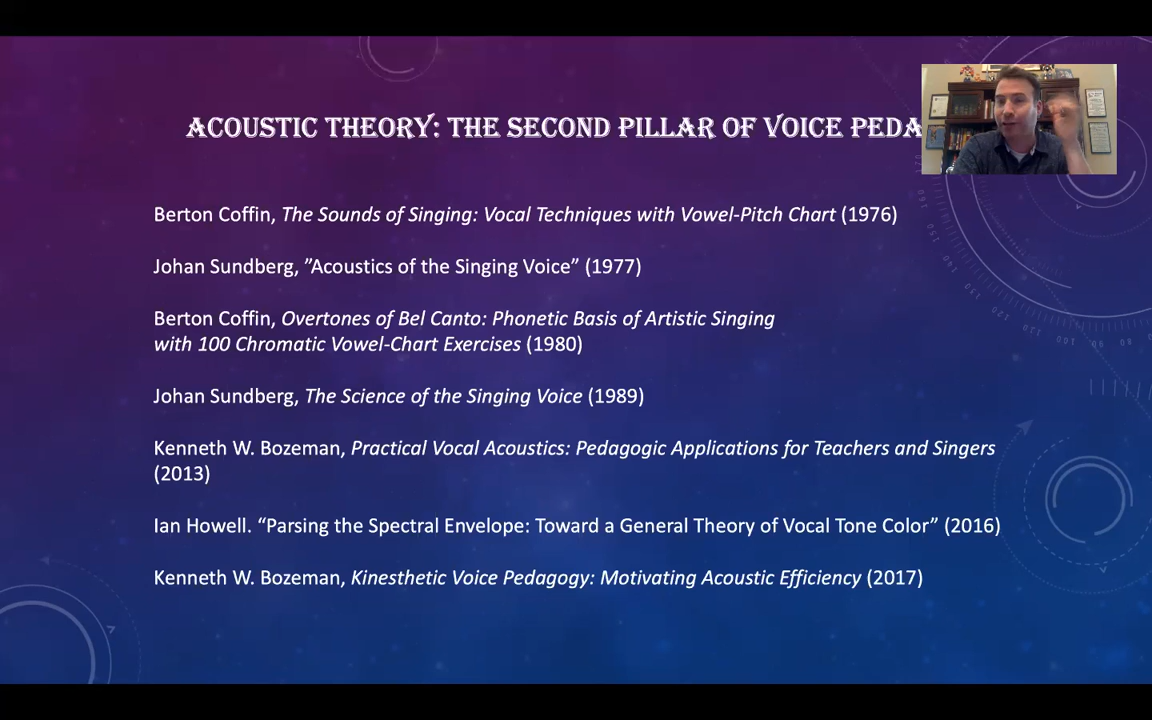 ACOUSTIC THEORY: THE SECOND PILLAR OF VOICE PEDA
Berton Coffin, The Sounds of Singing: Vocal Techniques with Vowel-Pitch Chart (1976)
Johan Sundberg, ”Acoustics of the Singing Voice” (1977)
Berton Coffin, Overtones of Bel Canto: Phonetic Basis of Artistic Singing
with 100 Chromatic Vowel-Chart Exercises (1980)
Johan Sundberg, The Science of the Singing Voice (1989)
Kenneth W. Bozeman, Practical Vocal Acoustics: Pedagogic Applications for Teachers and Singers
(2013)
Ian Howell. “Parsing the Spectral Envelope: Toward a General Theory of Vocal Tone Color” (2016)
Kenneth W. Bozeman, Kinesthetic Voice Pedagogy: Motivating Acoustic Efficiency (2017)